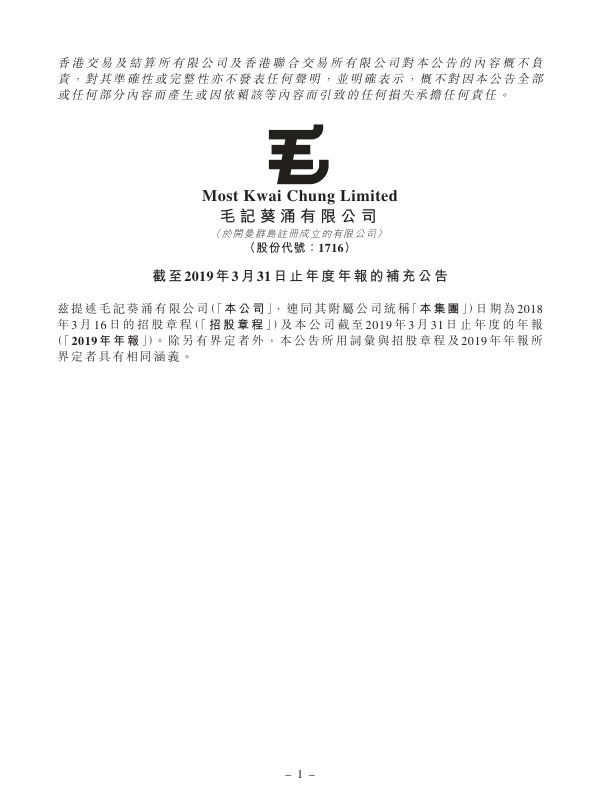 香港交易及結算所有限公司及香港聯合交易所有限公司對本公告的內容概不負
責，對其準確性或完整性亦不發表任何聲明，並明確表示，概不對因本公告全部
或任何部分內容而產生或因依賴該等內容而引致的任何損失承擔任何責任。
毛
Most Kwai Chung Limited
毛記葵涌有限公司
（於開曼群島註冊成立的有限公司）
（股份代號：1716）
截至2019年3月31日止年度年報的補充公告
茲提述毛記葵涌有限公司(「本公司」，連同其附屬公司統稱「本集團」)日期為2018
年3月16日的招股章程(「招股章程」)及本公司截至2019年3月31日止年度的年報
(「2019年年報」)。除另有界定者外，本公告所用詞彙與招股章程及2019年年報所
界定者具有相同涵義。
– 1 –